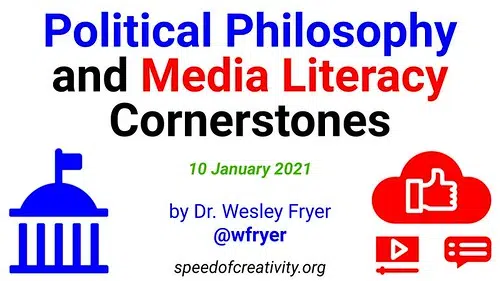 Political Philosophy
and Media Literacy
Cornerstones
10 January 2021
by Dr. Wesley Fryer
@wfryer
speedofcreativity.org